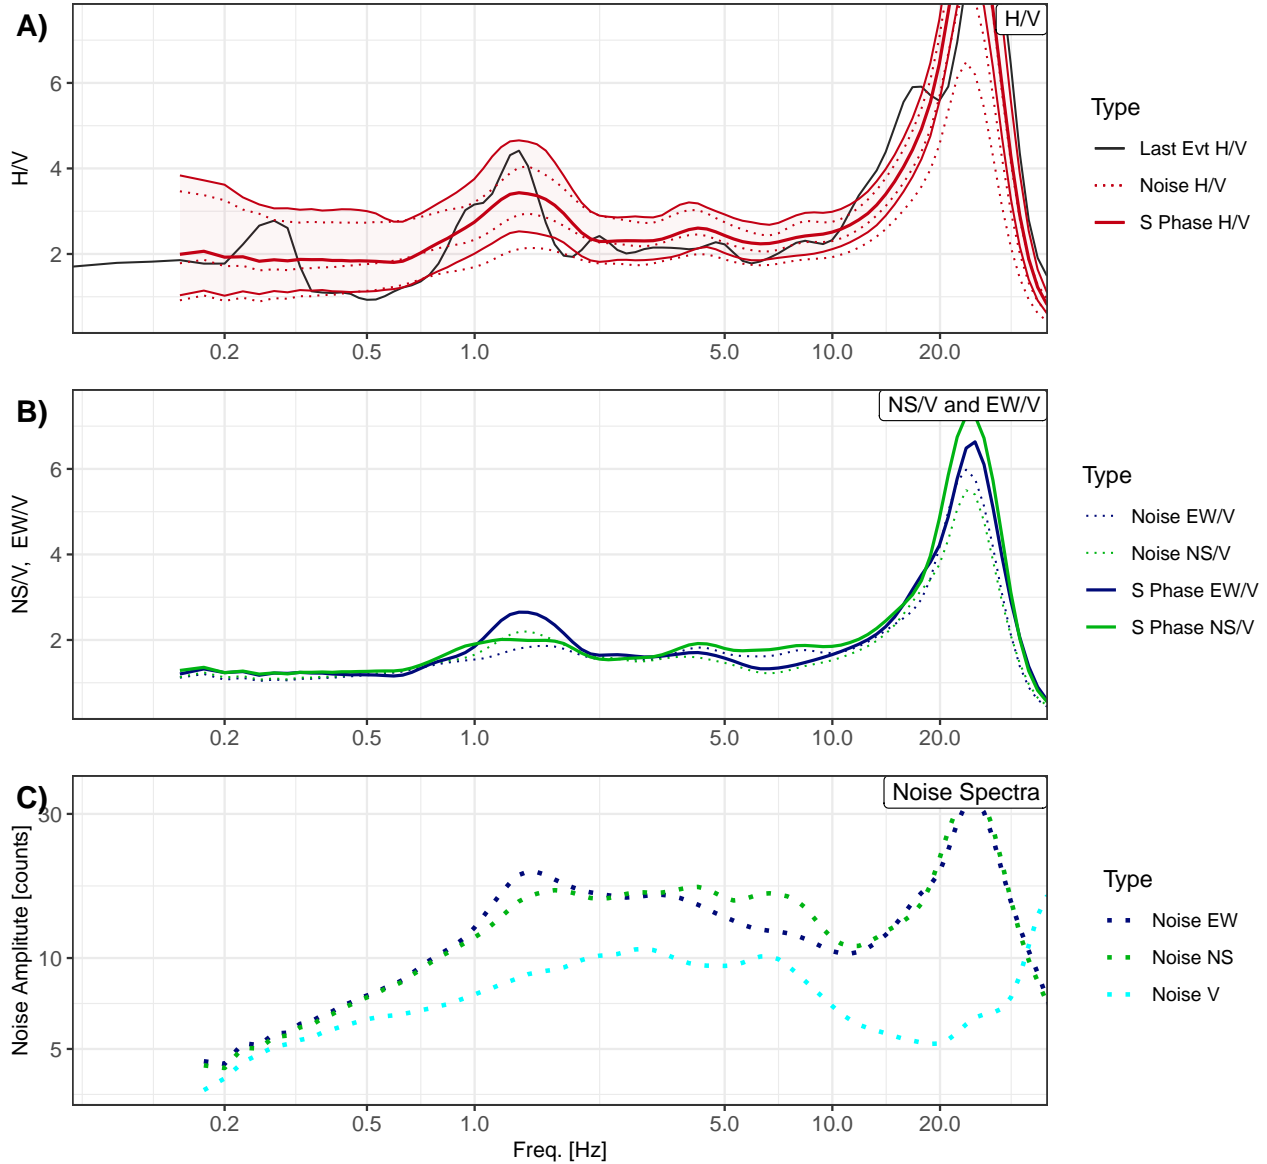 A)
H/V
H/V
6
4
2
0.2 0.5 1.0 5.0 10.0 20.0
Type
Last Evt H/V
Noise H/V
S Phase H/V
B)
NS/V and EW/V
NS/V, EW/V
6
4
2
0.2 0.5 1.0 5.0 10.0 20.0
Type
Noise EW/V
Noise NS/V
S Phase EW/V
S Phase NS/V
C)
Noise Spectra
Noise Amplitude [counts]
30
10
5
0.2 0.5 1.0 5.0 10.0 20.0
Freq. [Hz]
Type
Noise EW
Noise NS
Noise V